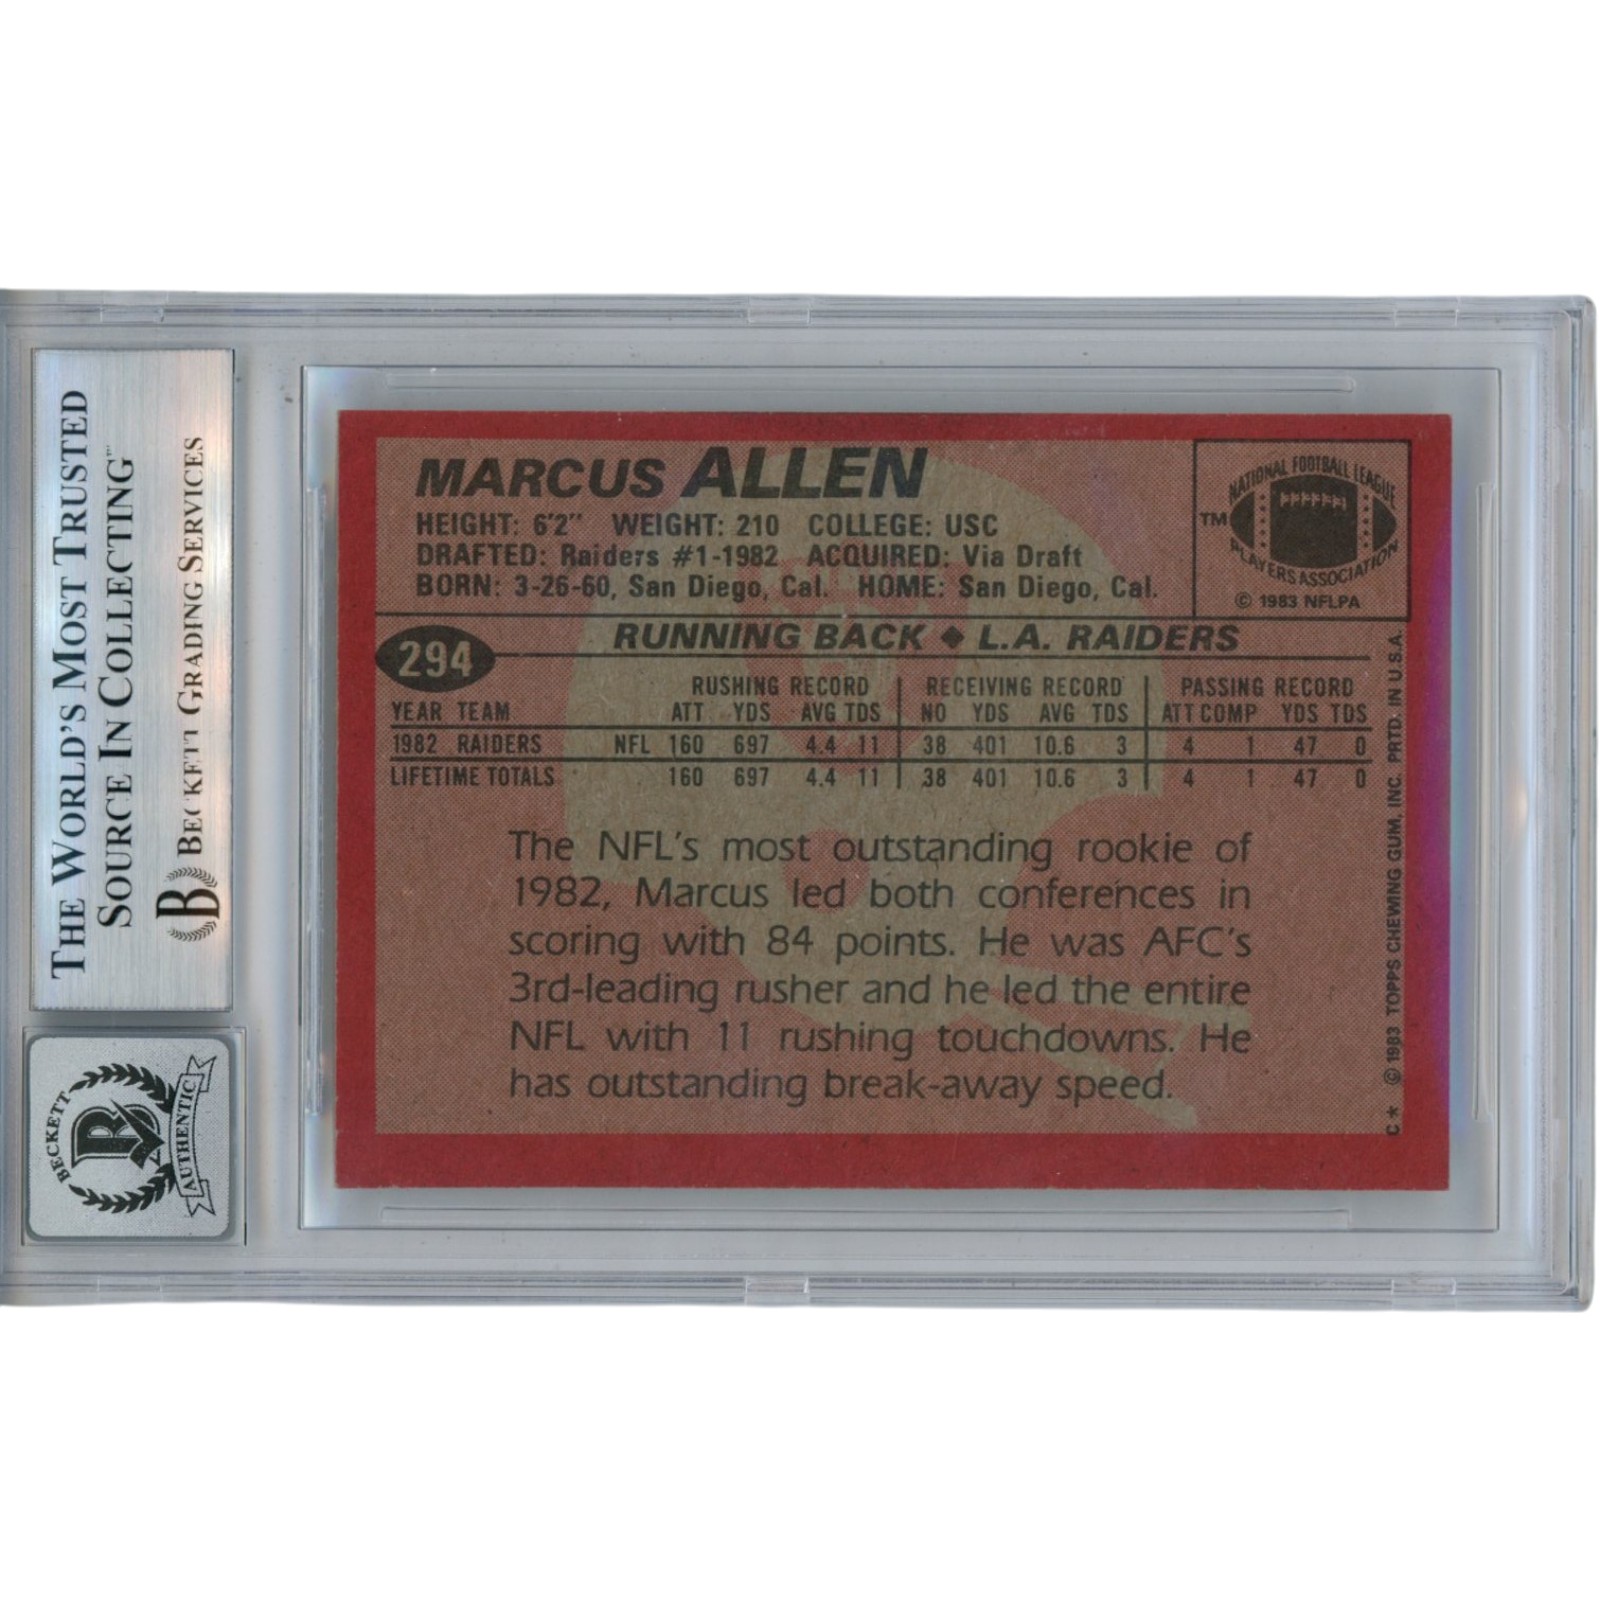 THE WORLD'S MOST TRUSTED
SOURCE IN COLLECTING™
BECKETT GRADING SERVICES
B
BECKETT
B
AUTHENTIC
MARCUS ALLEN
HEIGHT: 6'2" WEIGHT: 210 COLLEGE: USC
DRAFTED: Raiders #1-1982 ACQUIRED: Via Draft
BORN: 3-26-60, San Diego, Cal. HOME: San Diego, Cal.
NATIONAL FOOTBALL LEAGUE
TM
PLAYERS ASSOCIATION
© 1983 NFLPA
294
RUNNING BACK ◆ L.A. RAIDERS
RUSHING RECORD RECEIVING RECORD PASSING RECORD
YEAR TEAM ATT YDS AVG TDS NO YDS AVG TDS ATT COMP YDS TDS
1982 RAIDERS NFL 160 697 4.4 11 38 401 10.6 3 4 1 47 0
LIFETIME TOTALS 160 697 4.4 11 38 401 10.6 3 4 1 47 0
The NFL's most outstanding rookie of
1982, Marcus led both conferences in
scoring with 84 points. He was AFC's
3rd-leading rusher and he led the entire
NFL with 11 rushing touchdowns. He
has outstanding break-away speed.
C* © 1983 TOPPS CHEWING GUM, INC. PRTD. IN U.S.A.